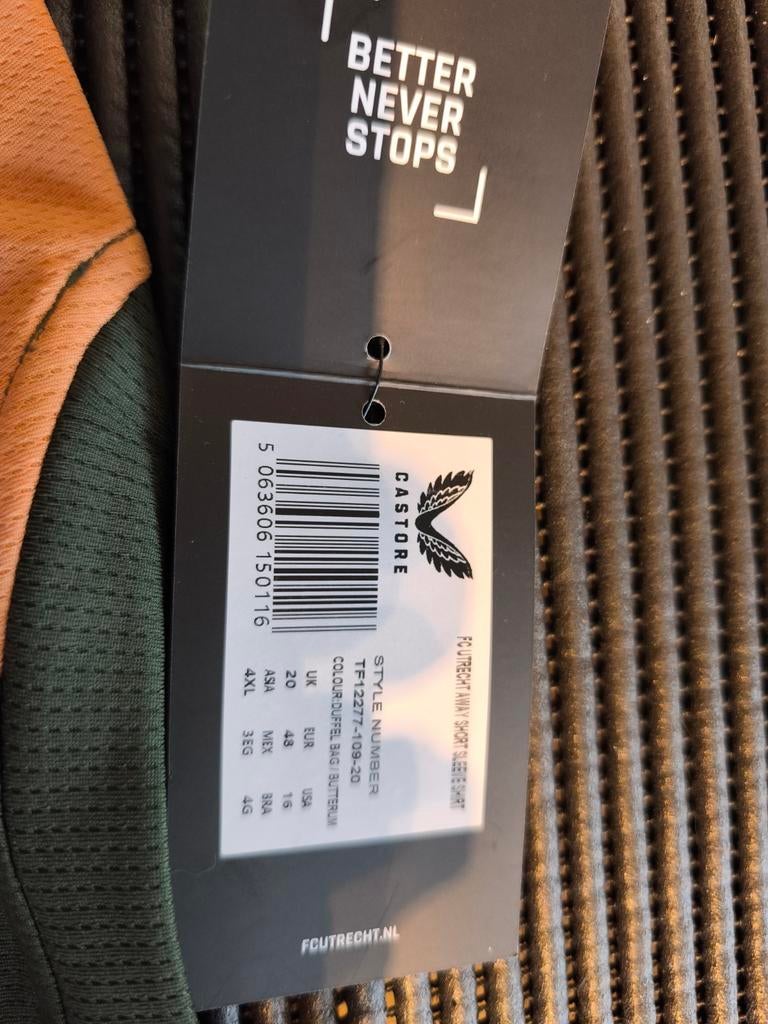 BETTER
NEVER
STOPS
CASTORE
5 063606 150116
FC UTRECHT AWAY SHORT SLEEVE SHIRT
STYLE NUMBER
TF12277-109-20
COLOUR:DUFFEL BAG / BUTTERUM
UK EUR USA
20 48 16
ASIA MEX BRA
4XL 3EG 4G
FCUTRECHT.NL